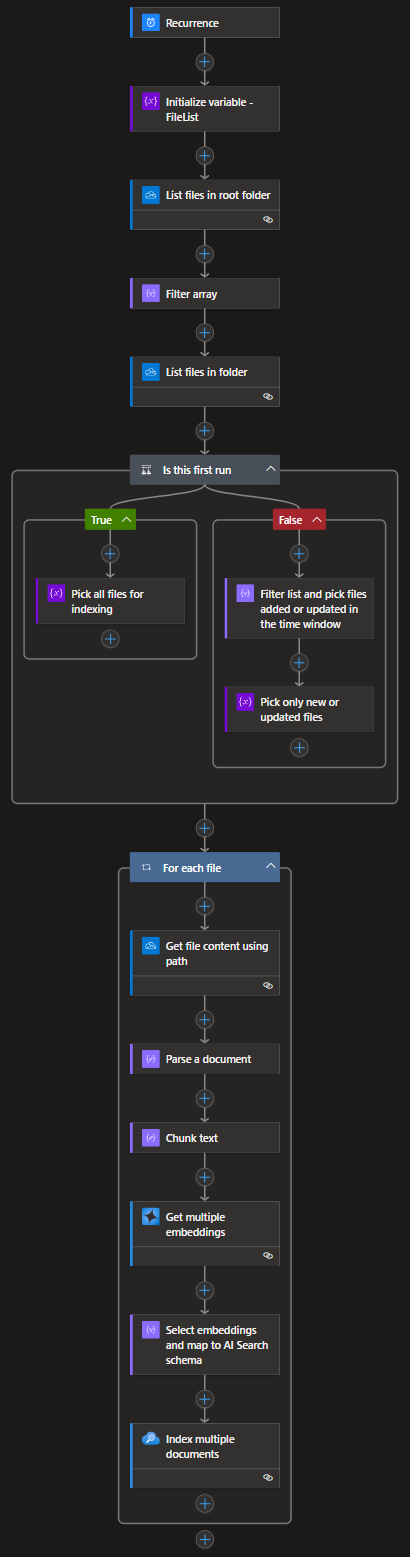 Recurrence
Initialize variable -
FileList
List files in root folder
Filter array
List files in folder
Is this first run
True
Pick all files for
indexing
False
Filter list and pick files
added or updated in
the time window
Pick only new or
updated files
For each file
Get file content using
path
Parse a document
Chunk text
Get multiple
embeddings
Select embeddings
and map to AI Search
schema
Index multiple
documents